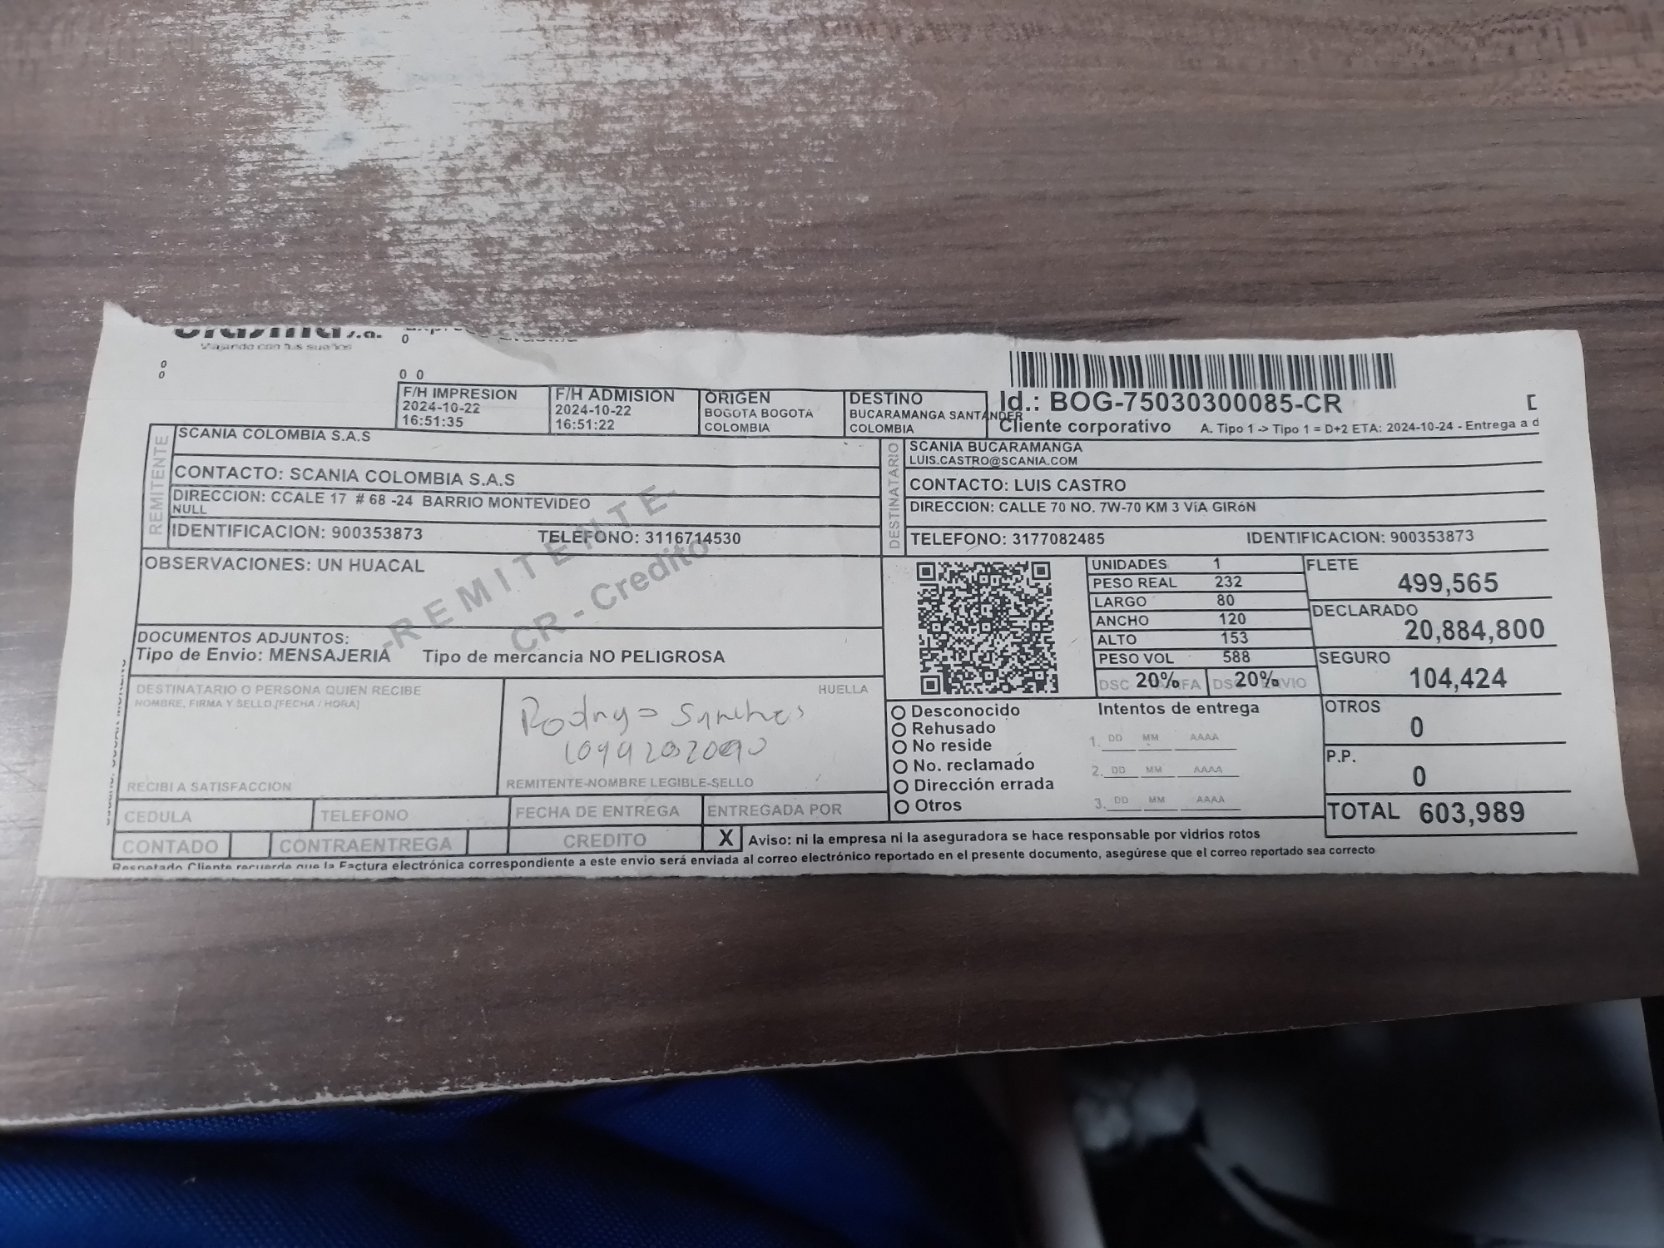 s.a.
Viajando con tus sueños
0
0
0
0 0
F/H IMPRESION
2024-10-22
16:51:35
F/H ADMISION
2024-10-22
16:51:22
ORIGEN
BOGOTA BOGOTA
COLOMBIA
DESTINO
BUCARAMANGA SANTANDER
COLOMBIA
Id.: BOG-75030300085-CR
Cliente corporativo
A. Tipo 1 -> Tipo 1 = D+2 ETA: 2024-10-24 - Entrega a d
REMITENTE
SCANIA COLOMBIA S.A.S
CONTACTO: SCANIA COLOMBIA S.A.S
DIRECCION: CCALE 17 # 68 -24 BARRIO MONTEVIDEO
NULL
IDENTIFICACION: 900353873
TELEFONO: 3116714530
DESTINATARIO
SCANIA BUCARAMANGA
LUIS.CASTRO@SCANIA.COM
CONTACTO: LUIS CASTRO
DIRECCION: CALLE 70 NO. 7W-70 KM 3 VíA GIRóN
TELEFONO: 3177082485
IDENTIFICACION: 900353873
OBSERVACIONES: UN HUACAL
-REMITENTE-
CR - Credito
DOCUMENTOS ADJUNTOS:
Tipo de Envio: MENSAJERIA
Tipo de mercancia NO PELIGROSA
UNIDADES 1
PESO REAL 232
LARGO 80
ANCHO 120
ALTO 153
PESO VOL 588
DSC 20%
20%
FLETE
499,565
DECLARADO
20,884,800
SEGURO
104,424
OTROS
0
P.P.
0
TOTAL 603,989
DESTINATARIO O PERSONA QUIEN RECIBE
NOMBRE, FIRMA Y SELLO,[FECHA / HORA]
RECIBI A SATISFACCION
HUELLA
Rodrygo Sanches
REMITENTE-NOMBRE LEGIBLE-SELLO
Desconocido
Rehusado
No reside
No. reclamado
Dirección errada
Otros
Intentos de entrega
1. DD MM AAAA
2. DD MM AAAA
3. DD MM AAAA
CEDULA
TELEFONO
FECHA DE ENTREGA
ENTREGADA POR
CONTADO
CONTRAENTREGA
CREDITO
X
Aviso: ni la empresa ni la aseguradora se hace responsable por vidrios rotos
Respetado Cliente recuerde que la Factura electrónica correspondiente a este envio será enviada al correo electrónico reportado en el presente documento, asegúrese que el correo reportado sea correcto